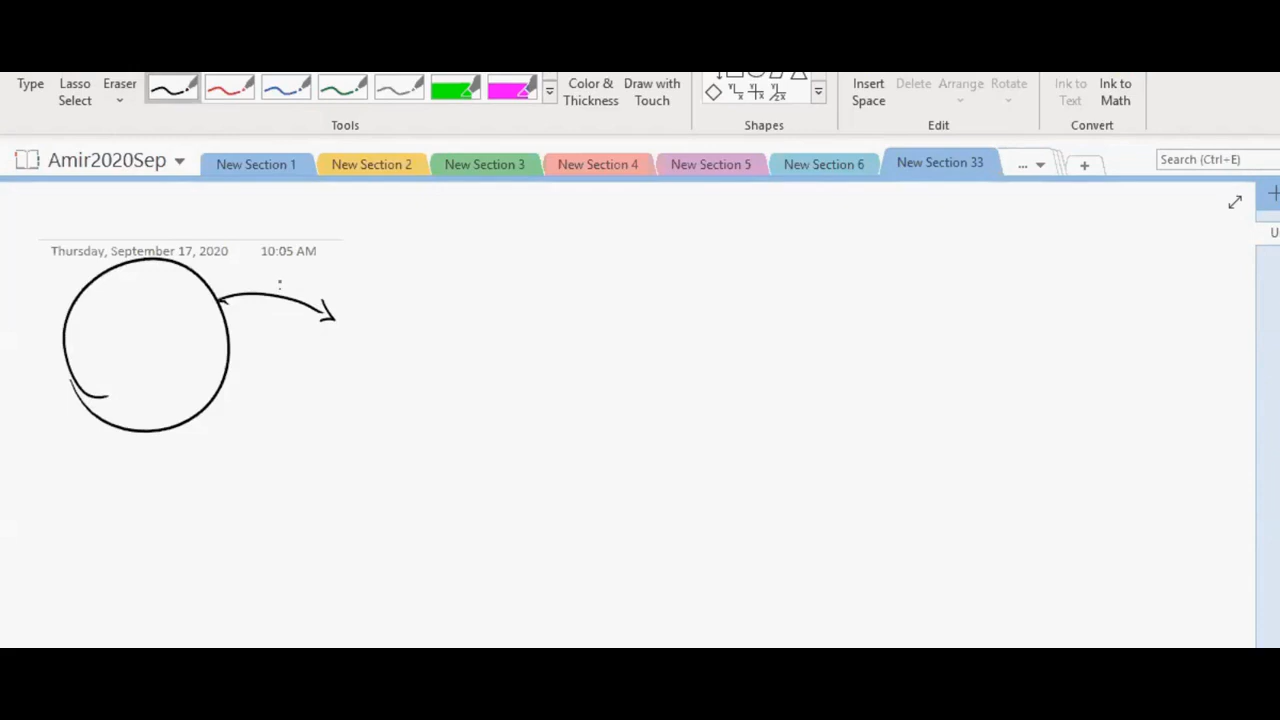 Type
Lasso Select
Eraser
Color & Thickness
Draw with Touch
Insert Space
Delete
Arrange
Rotate
Ink to Text
Ink to Math
Tools
Shapes
Edit
Convert
Amir2020Sep
New Section 1
New Section 2
New Section 3
New Section 4
New Section 5
New Section 6
New Section 33
...
Search (Ctrl+E)
Thursday, September 17, 2020 10:05 AM